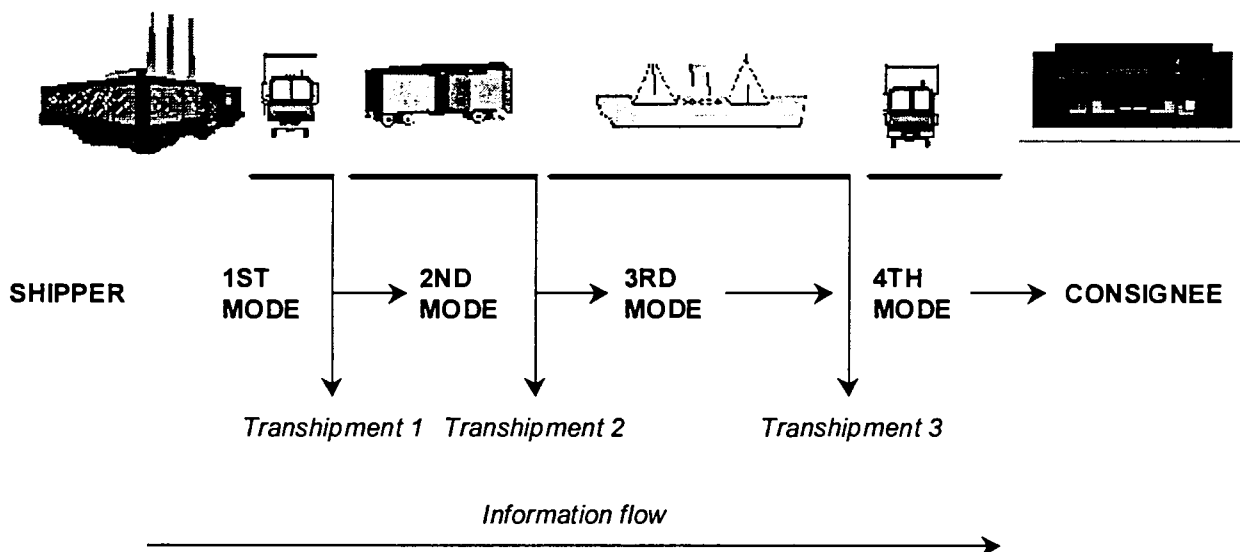 SHIPPER
1ST
MODE
2ND
MODE
3RD
MODE
4TH
MODE
CONSIGNEE
Transhipment 1
Transhipment 2
Transhipment 3
Information flow